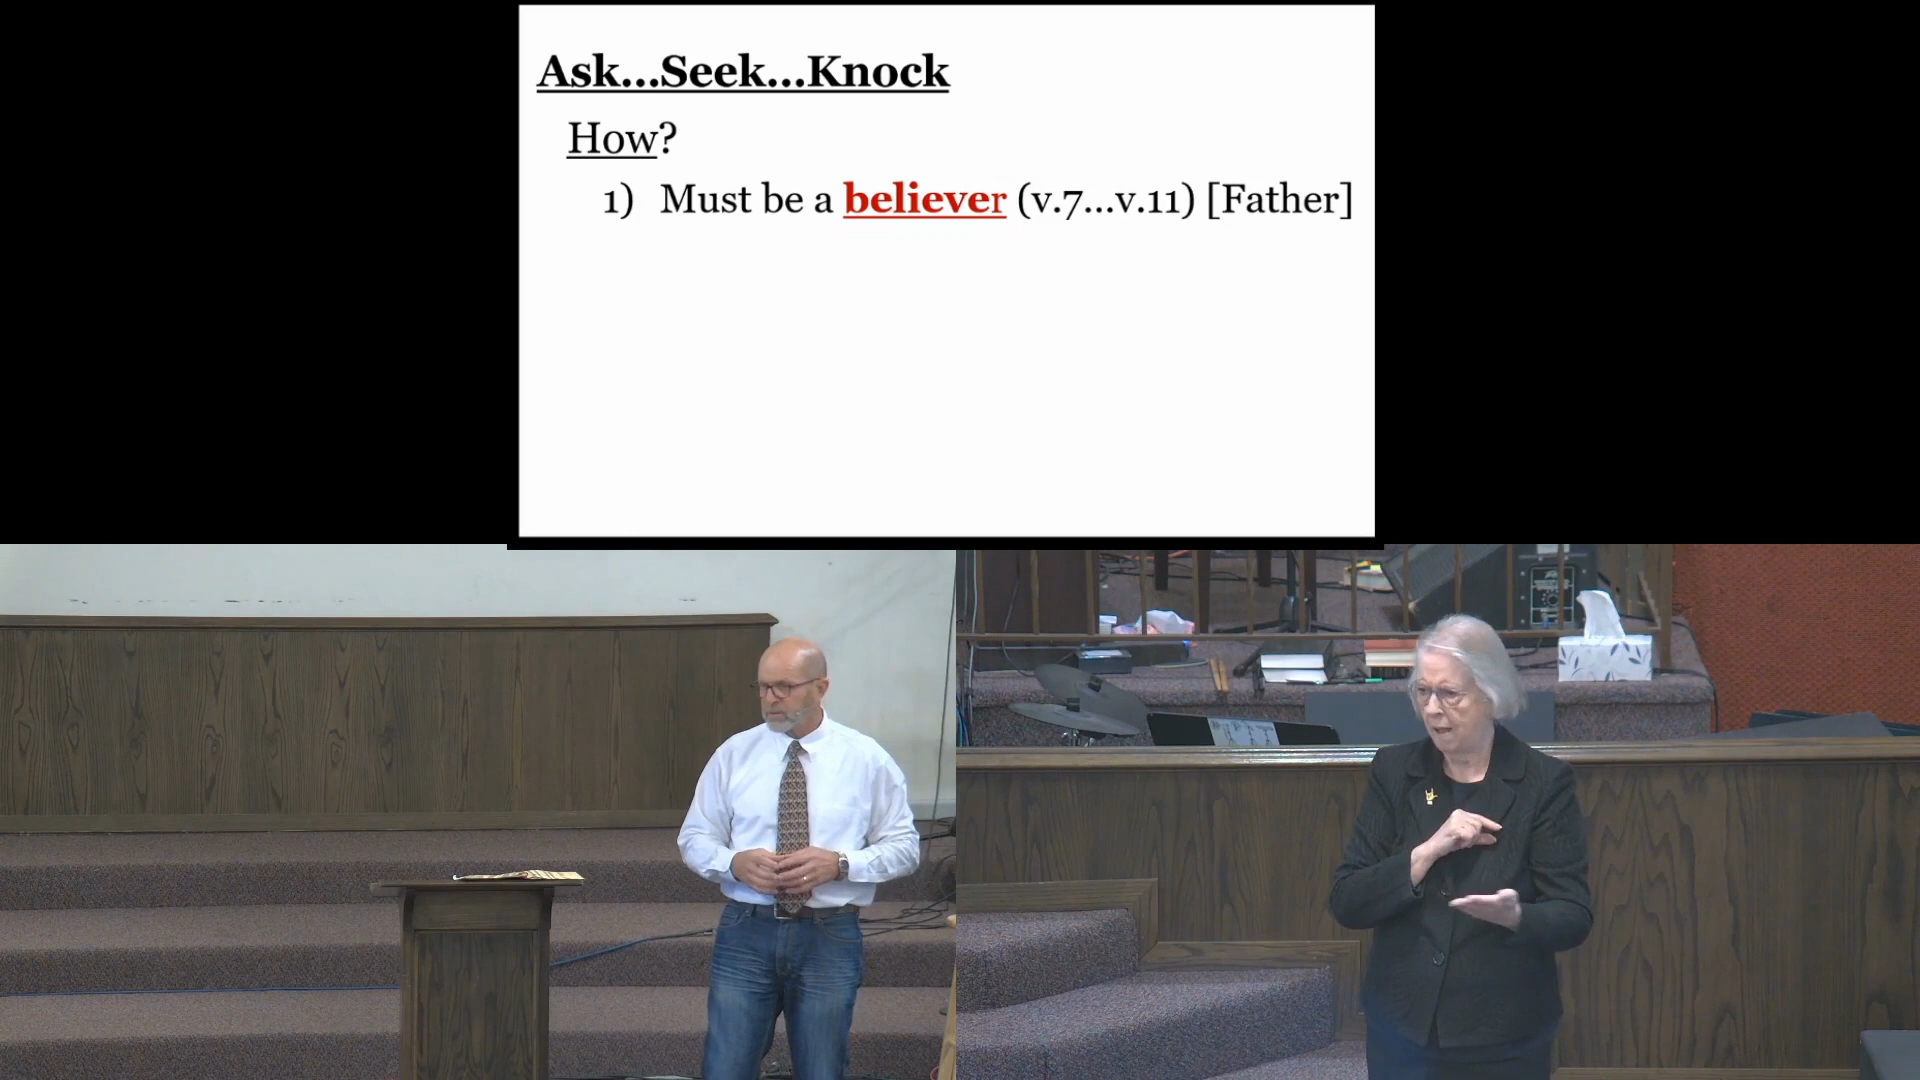 Ask...Seek...Knock
How?
1) Must be a believer (v.7...v.11) [Father]